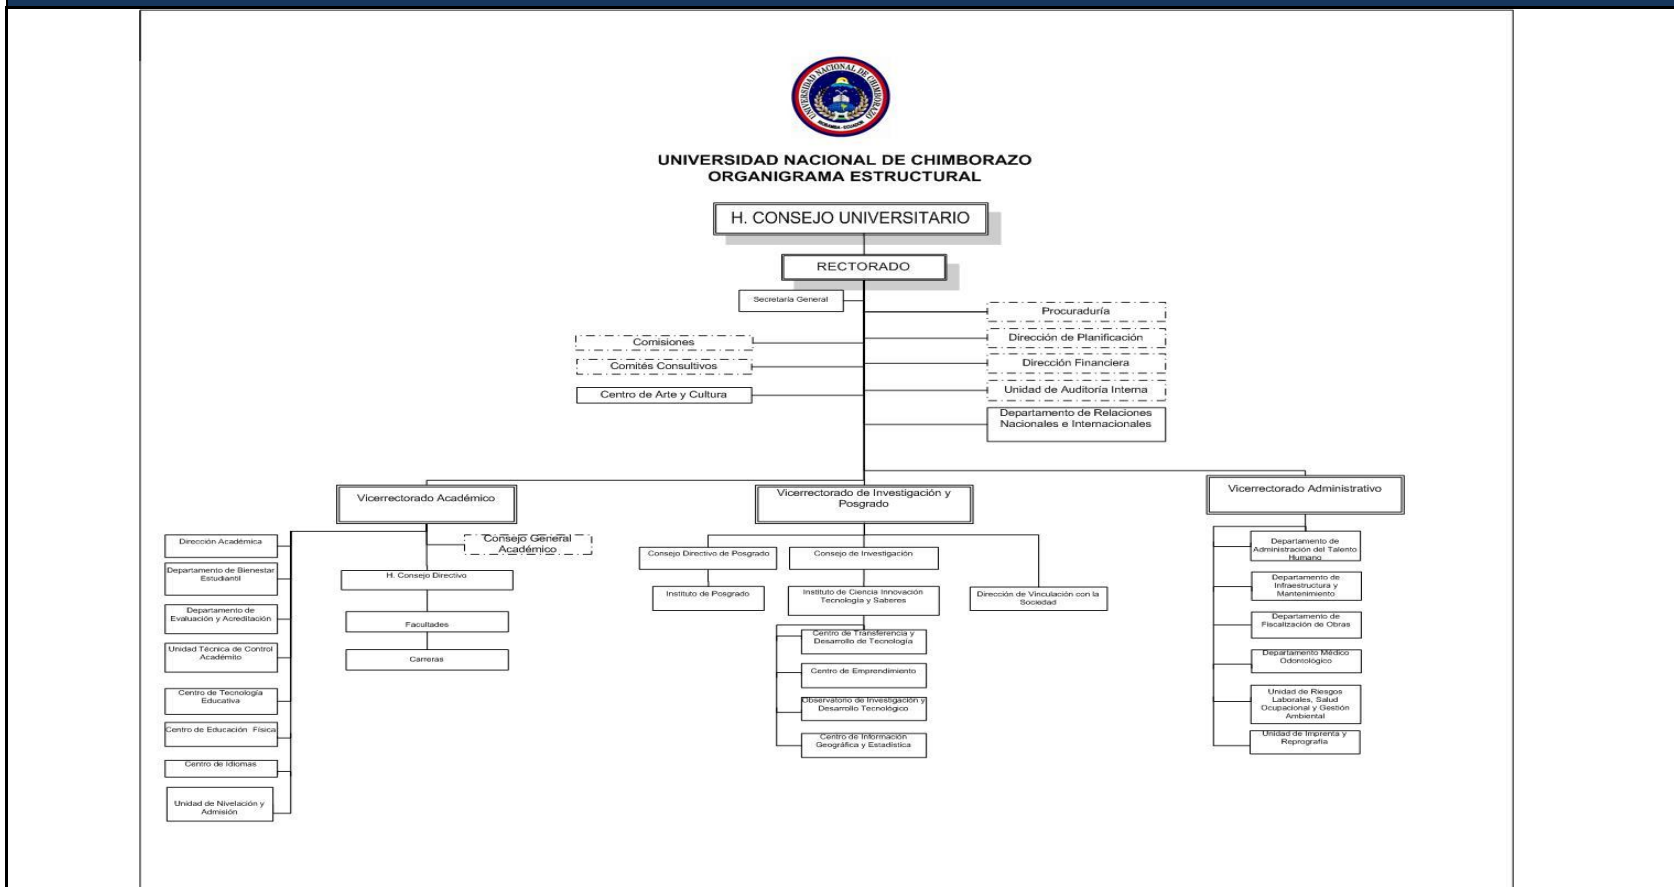 UNIVERSIDAD NACIONAL DE CHIMBORAZO
RIOBAMBA - ECUADOR
UNIVERSIDAD NACIONAL DE CHIMBORAZO
ORGANIGRAMA ESTRUCTURAL
H. CONSEJO UNIVERSITARIO
RECTORADO
Secretaría General
Procuraduría
Comisiones
Dirección de Planificación
Comités Consultivos
Dirección Financiera
Centro de Arte y Cultura
Unidad de Auditoría Interna
Departamento de Relaciones
Nacionales e Internacionales
Vicerrectorado Académico
Vicerrectorado de Investigación y
Posgrado
Vicerrectorado Administrativo
Dirección Académica
Departamento de Bienestar
Estudiantil
Departamento de
Evaluación y Acreditación
Unidad Técnica de Control
Académito
Centro de Tecnología
Educativa
Centro de Educación Física
Centro de Idiomas
Unidad de Nivelación y
Admisión
Consejo General
Académico
H. Consejo Directivo
Facultades
Carreras
Consejo Directivo de Posgrado
Instituto de Posgrado
Consejo de Investigación
Instituto de Ciencia Innovación
Tecnología y Saberes
Centro de Transferencia y
Desarrollo de Tecnología
Centro de Emprendimiento
Observatorio de Investigación y
Desarrollo Tecnológico
Centro de Información
Geográfica y Estadística
Dirección de Vinculación con la
Sociedad
Departamento de
Administración del Talento
Humano
Departamento de
Infraestructura y
Mantenimiento
Departamento de
Fiscalización de Obras
Departamento Médico
Odontológico
Unidad de Riesgos
Laborales, Salud
Ocupacional y Gestión
Ambiental
Unidad de Imprenta y
Reprografía